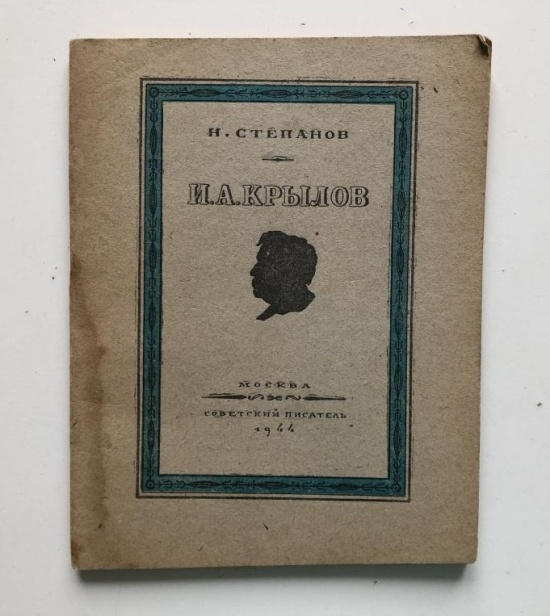 Н. СТЕПАНОВ
И.А.КРЫЛОВ
МОСКВА
СОВЕТСКИЙ ПИСАТЕЛЬ
1944